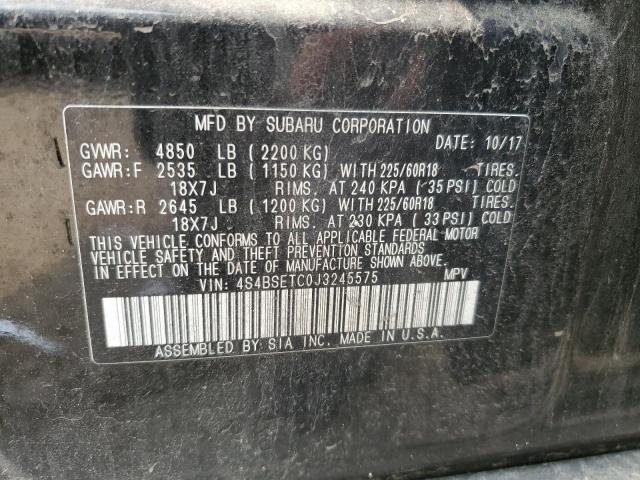 MFD BY SUBARU CORPORATION
GVWR: 4850 LB (2200 KG) DATE: 10/17
GAWR:F 2535 LB (1150 KG) WITH 225/60R18 TIRES.
18X7J RIMS. AT 240 KPA (35 PSI) COLD
GAWR:R 2645 LB (1200 KG) WITH 225/60R18 TIRES.
18X7J RIMS. AT 230 KPA (33 PSI) COLD
THIS VEHICLE CONFORMS TO ALL APPLICABLE FEDERAL MOTOR
VEHICLE SAFETY AND THEFT PREVENTION STANDARDS
IN EFFECT ON THE DATE OF MANUFACTURE SHOWN ABOVE.
VIN: 4S4BSETC0J3245575 MPV
ASSEMBLED BY SIA INC. MADE IN U.S.A.